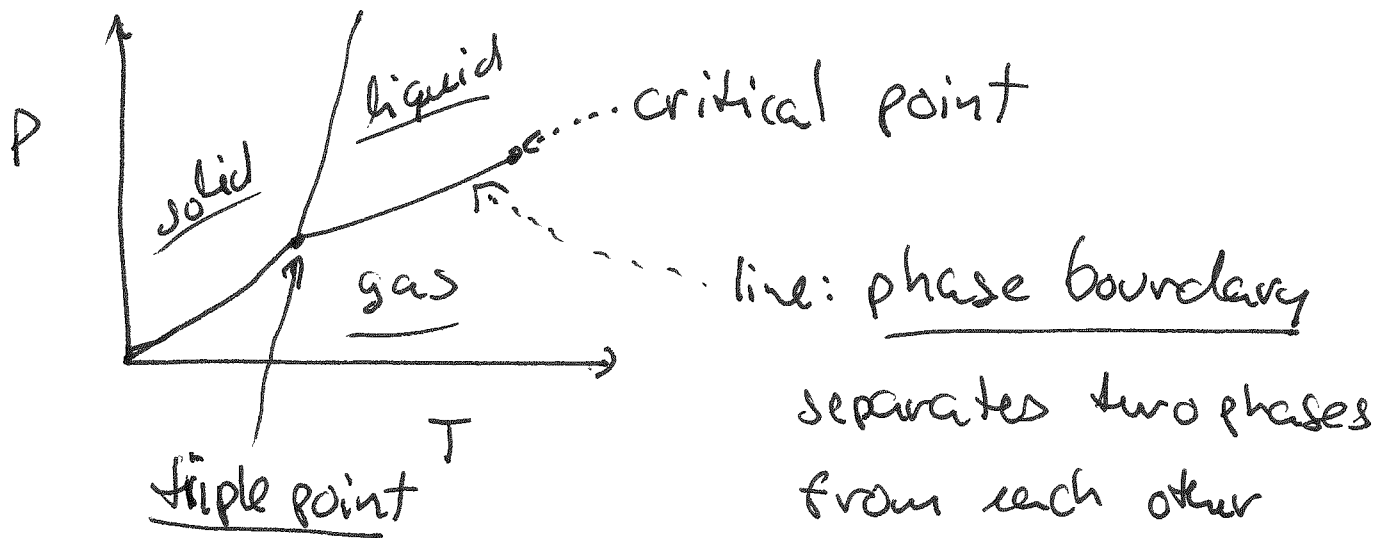 P
solid
liquid
gas
T
triple point
critical point
line: phase boundary
separates two phases
from each other